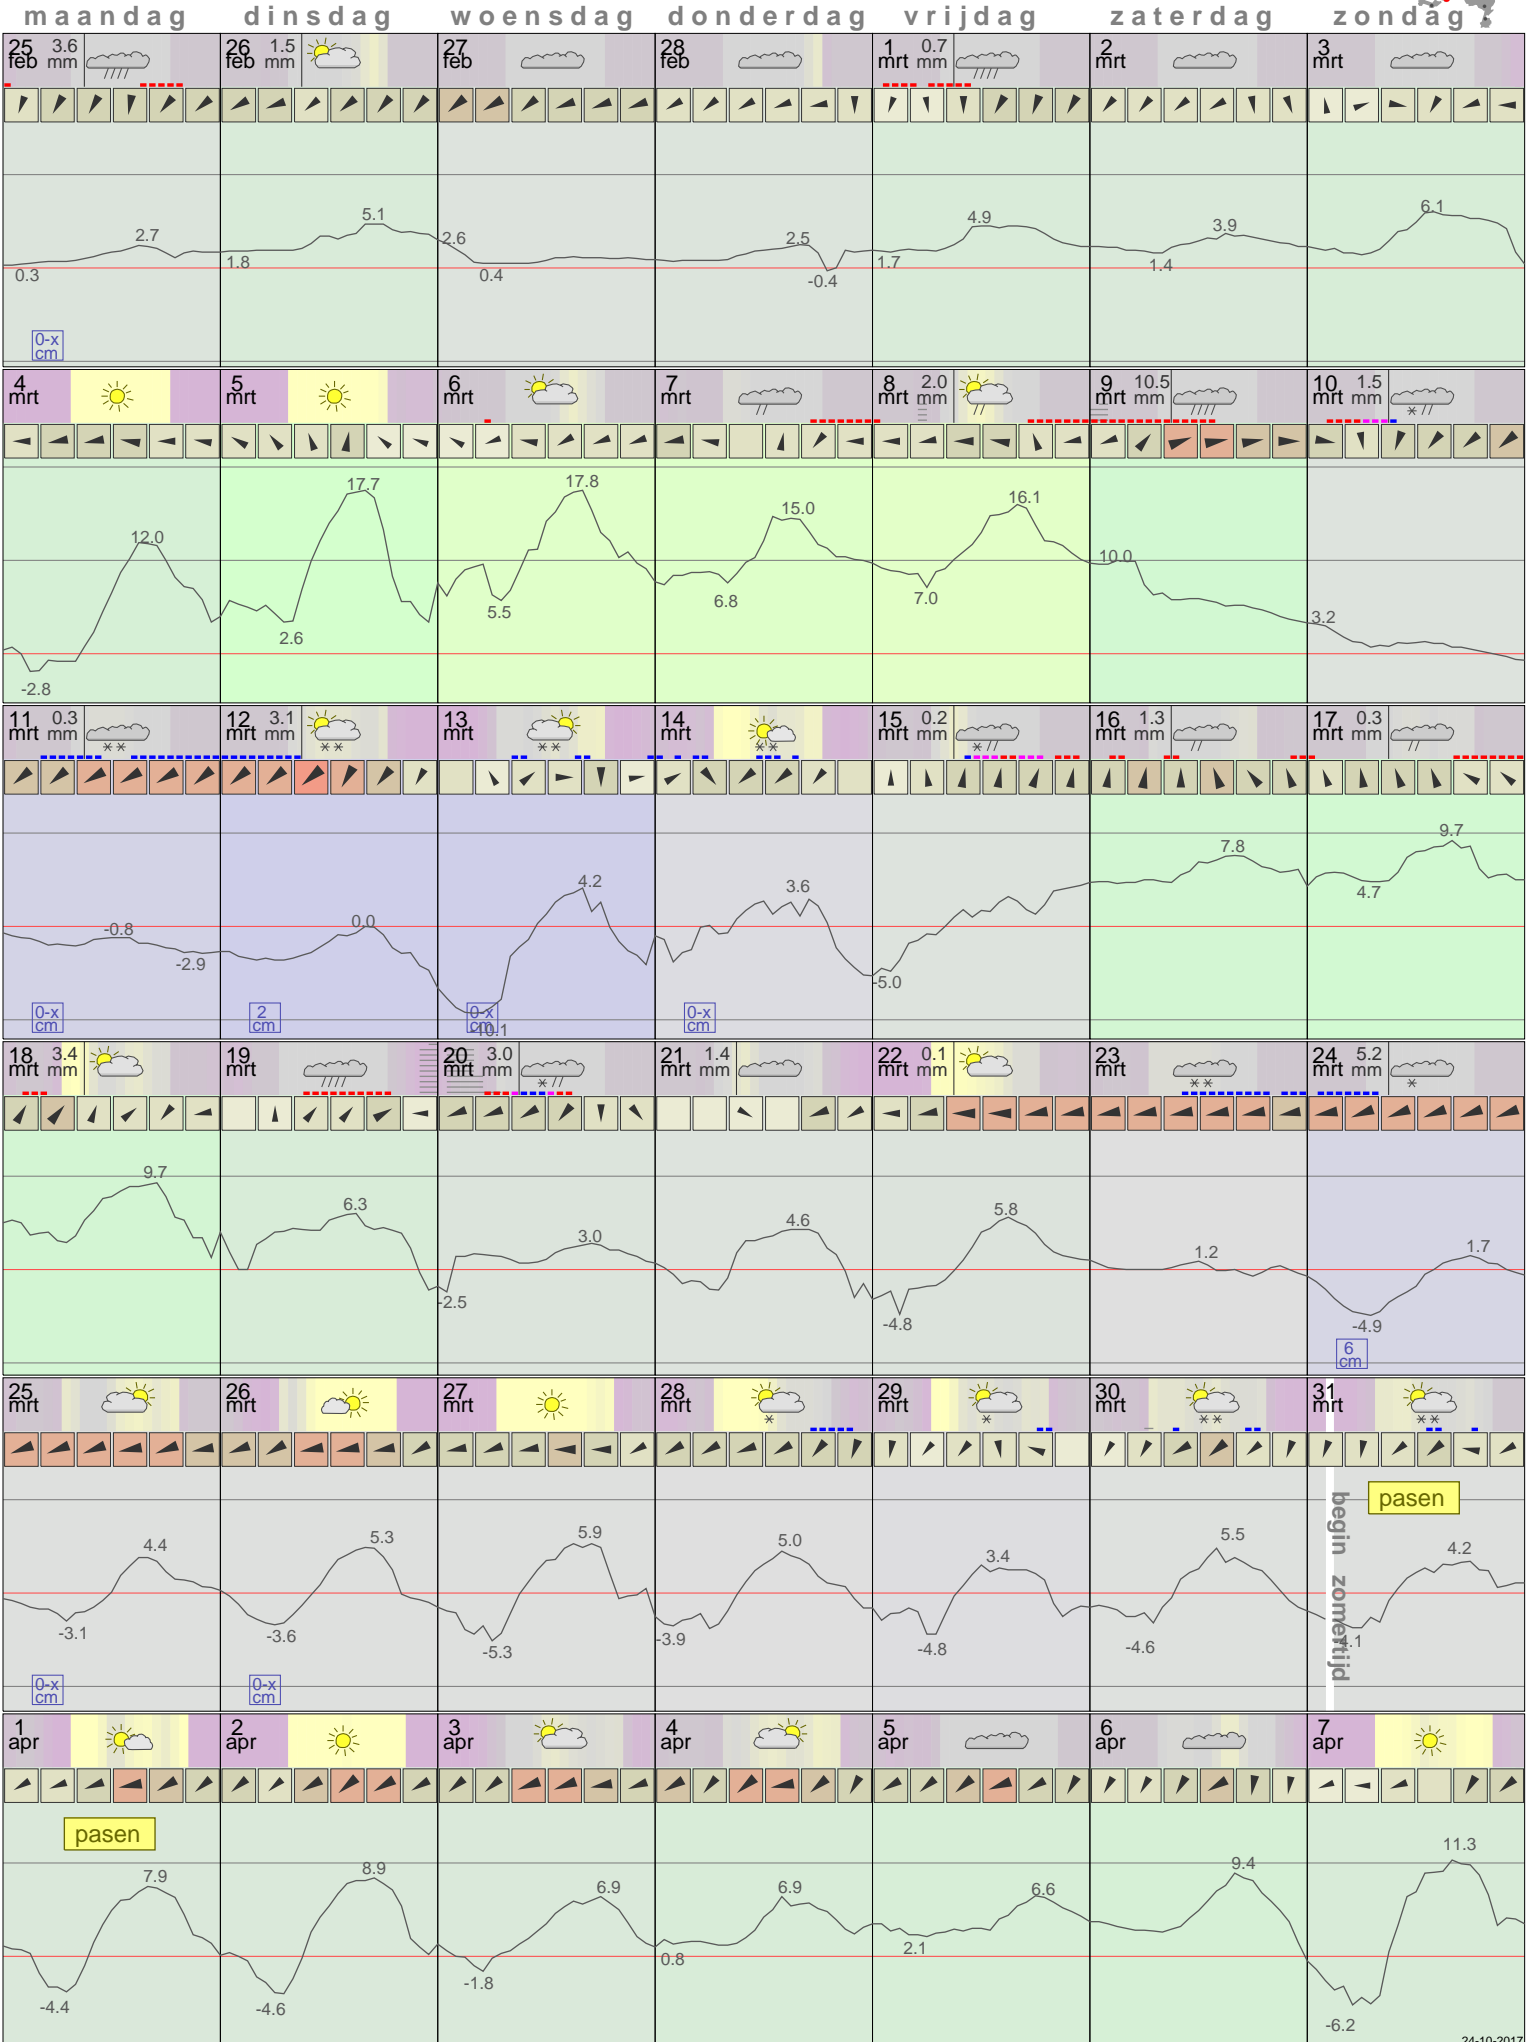 maandag dinsdag woensdag donderdag vrijdag zaterdag zondag
25 feb 3.6 mm 26 feb 1.5 mm 27 feb 28 feb 1 mrt 0.7 mm 2 mrt 3 mrt
2.7 5.1 2.6 2.5 4.9 3.9 6.1
0.3 1.8 0.4 -0.4 1.7 1.4
0-x cm
4 mrt 5 mrt 6 mrt 7 mrt 8 mrt 2.0 mm 9 mrt 10.5 mm 10 mrt 1.5 mm
12.0 17.7 17.8 15.0 16.1 10.0 3.2
-2.8 2.6 5.5 6.8 7.0
11 mrt 0.3 mm 12 mrt 3.1 mm 13 mrt 14 mrt 15 mrt 0.2 mm 16 mrt 1.3 mm 17 mrt 0.3 mm
-0.8 0.0 4.2 3.6 7.8 9.7
-2.9 -10.1 -5.0 4.7
0-x cm 2 cm 0-x cm 0-x cm
18 mrt 3.4 mm 19 mrt 20 mrt 3.0 mm 21 mrt 1.4 mm 22 mrt 0.1 mm 23 mrt 24 mrt 5.2 mm
9.7 6.3 3.0 4.6 5.8 1.2 1.7
-2.5 -4.8 -4.9
6 cm
25 mrt 26 mrt 27 mrt 28 mrt 29 mrt 30 mrt 31 mrt
pasen
begin zomertijd
4.4 5.3 5.9 5.0 3.4 5.5 4.2
-3.1 -3.6 -5.3 -3.9 -4.8 -4.6 -4.1
0-x cm 0-x cm
1 apr 2 apr 3 apr 4 apr 5 apr 6 apr 7 apr
pasen
7.9 8.9 6.9 6.9 6.6 9.4 11.3
-4.4 -4.6 -1.8 0.8 2.1 -6.2
24-10-2017